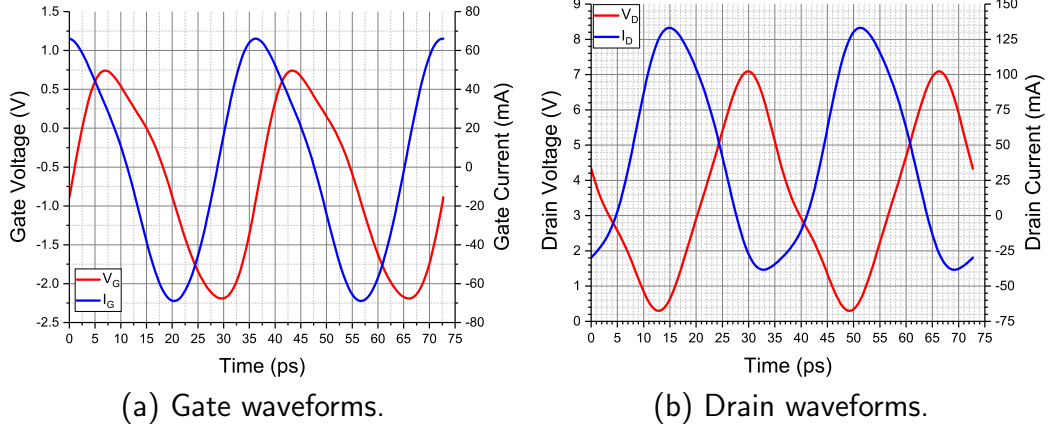 1.5
1.0
0.5
0.0
-0.5
-1.0
-1.5
-2.0
-2.5
Gate Voltage (V)
V_G
I_G
0 5 10 15 20 25 30 35 40 45 50 55 60 65 70 75
Time (ps)
80
60
40
20
0
-20
-40
-60
-80
Gate Current (mA)
(a) Gate waveforms.
9
8
7
6
5
4
3
2
1
0
Drain Voltage (V)
V_D
I_D
0 5 10 15 20 25 30 35 40 45 50 55 60 65 70 75
Time (ps)
150
125
100
75
50
25
0
-25
-50
-75
Drain Current (mA)
(b) Drain waveforms.